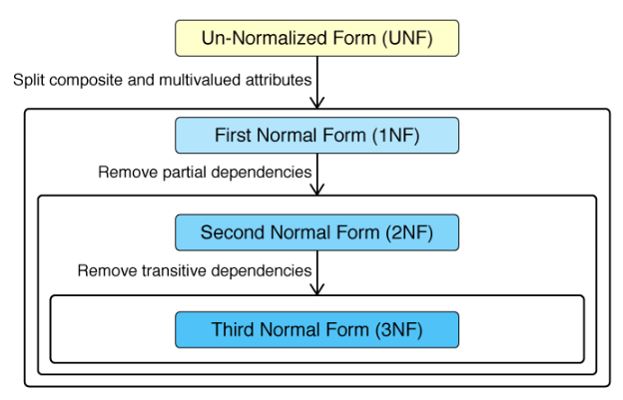 Un-Normalized Form (UNF)
Split composite and multivalued attributes
First Normal Form (1NF)
Remove partial dependencies
Second Normal Form (2NF)
Remove transitive dependencies
Third Normal Form (3NF)